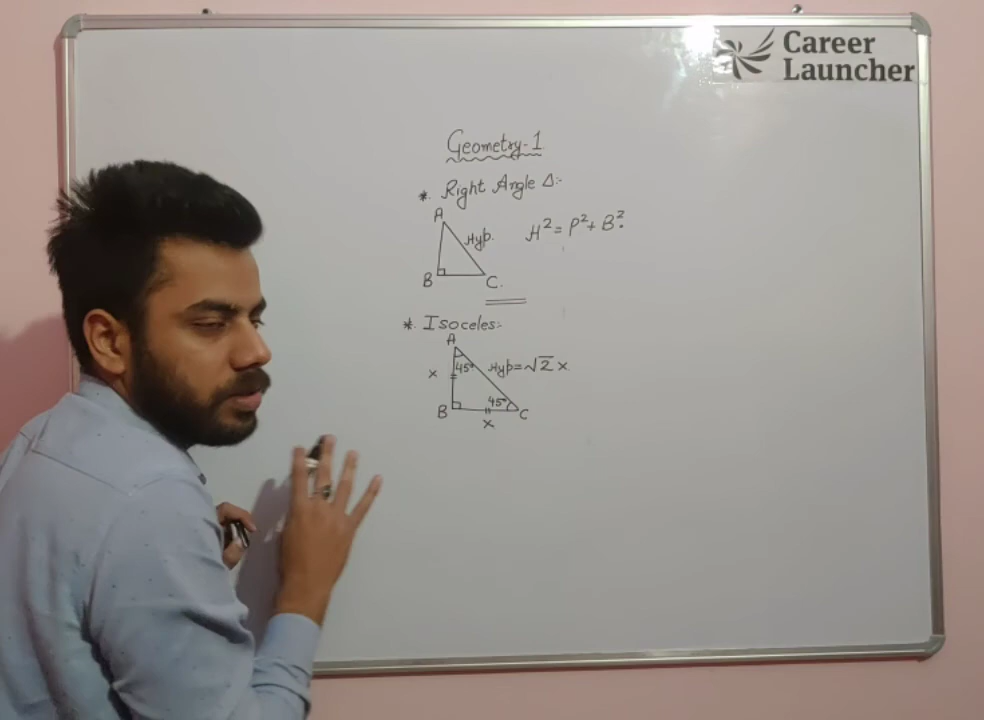 Career
Launcher
Geometry-1
* Right Angle Δ:-
A
Hyp.
H² = P² + B².
B
C.
* Isoceles:-
A
45°
Hyp=√2 x.
x
B
45°
C
x